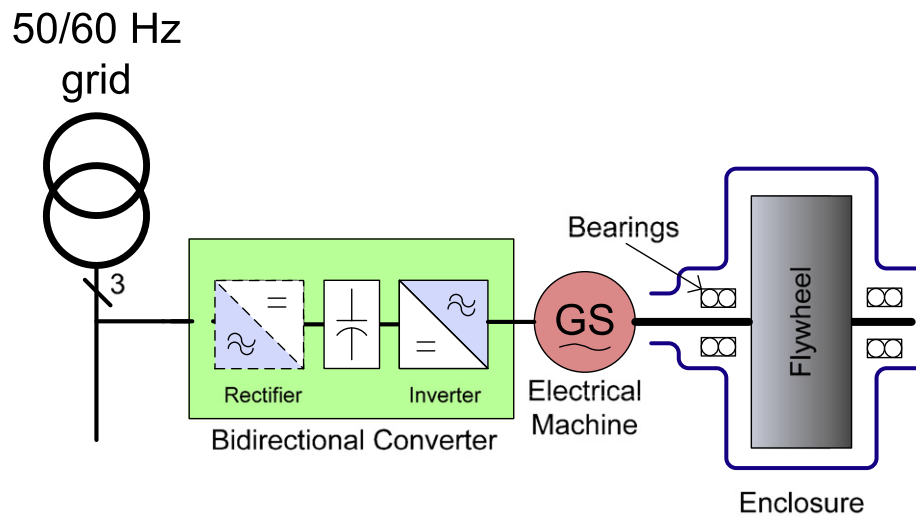 50/60 Hz
grid
3
Bearings
Flywheel
GS
Rectifier
Inverter
Electrical
Machine
Bidirectional Converter
Enclosure